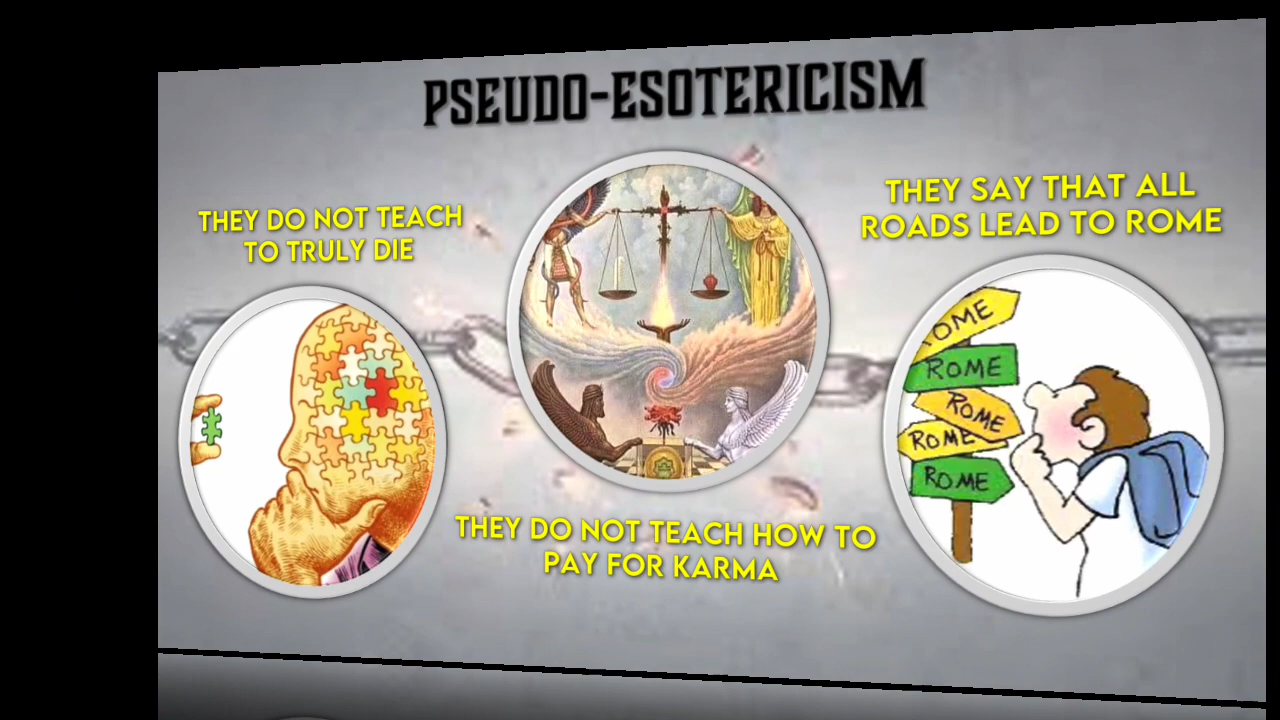 PSEUDO-ESOTERICISM
THEY DO NOT TEACH
TO TRULY DIE
THEY SAY THAT ALL
ROADS LEAD TO ROME
THEY DO NOT TEACH HOW TO
PAY FOR KARMA
ROME
ROME
ROME
ROME
ROME